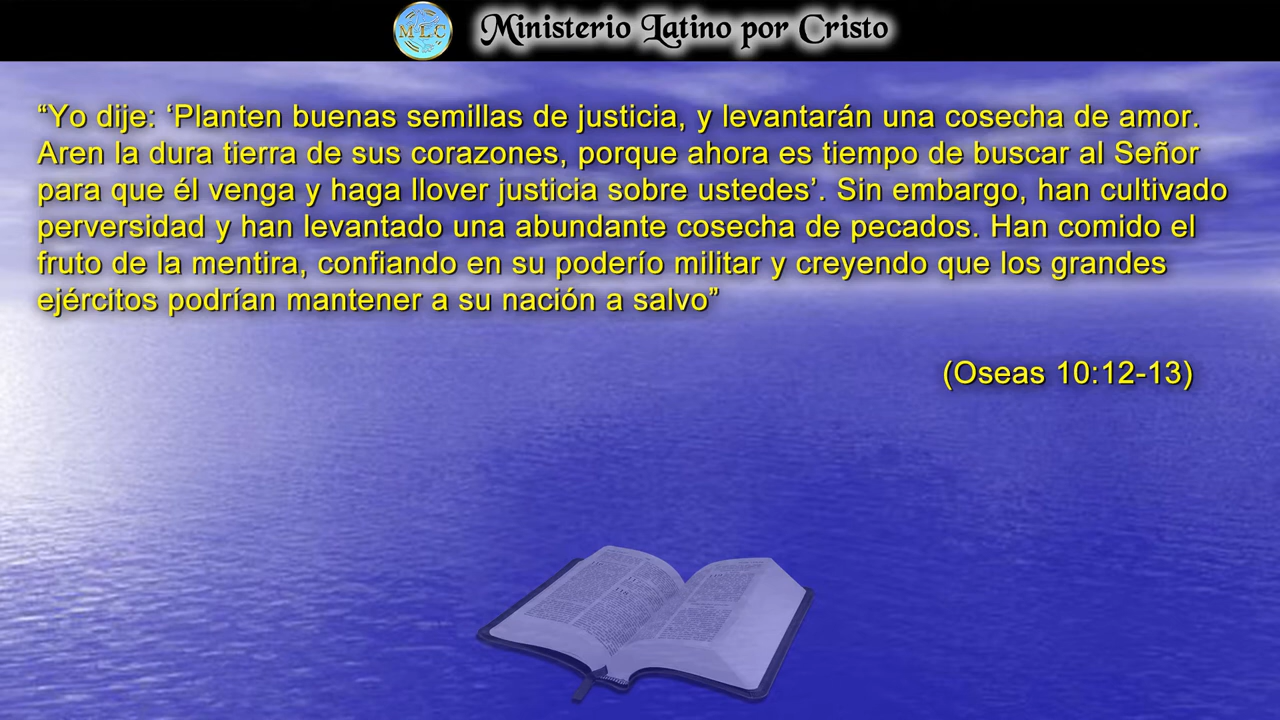 MLC
Ministerio Latino por Cristo
“Yo dije: ‘Planten buenas semillas de justicia, y levantarán una cosecha de amor.
Aren la dura tierra de sus corazones, porque ahora es tiempo de buscar al Señor
para que él venga y haga llover justicia sobre ustedes’. Sin embargo, han cultivado
perversidad y han levantado una abundante cosecha de pecados. Han comido el
fruto de la mentira, confiando en su poderío militar y creyendo que los grandes
ejércitos podrían mantener a su nación a salvo”
(Oseas 10:12-13)